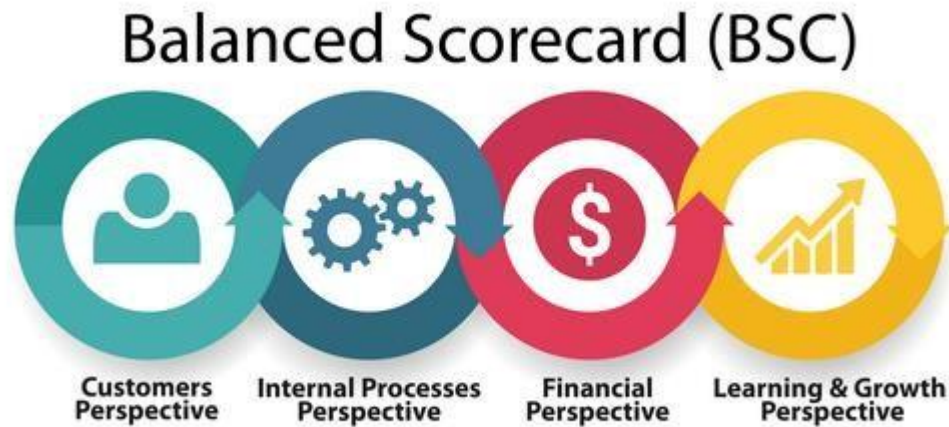 Balanced Scorecard (BSC)
$
Customers
Perspective
Internal Processes
Perspective
Financial
Perspective
Learning & Growth
Perspective